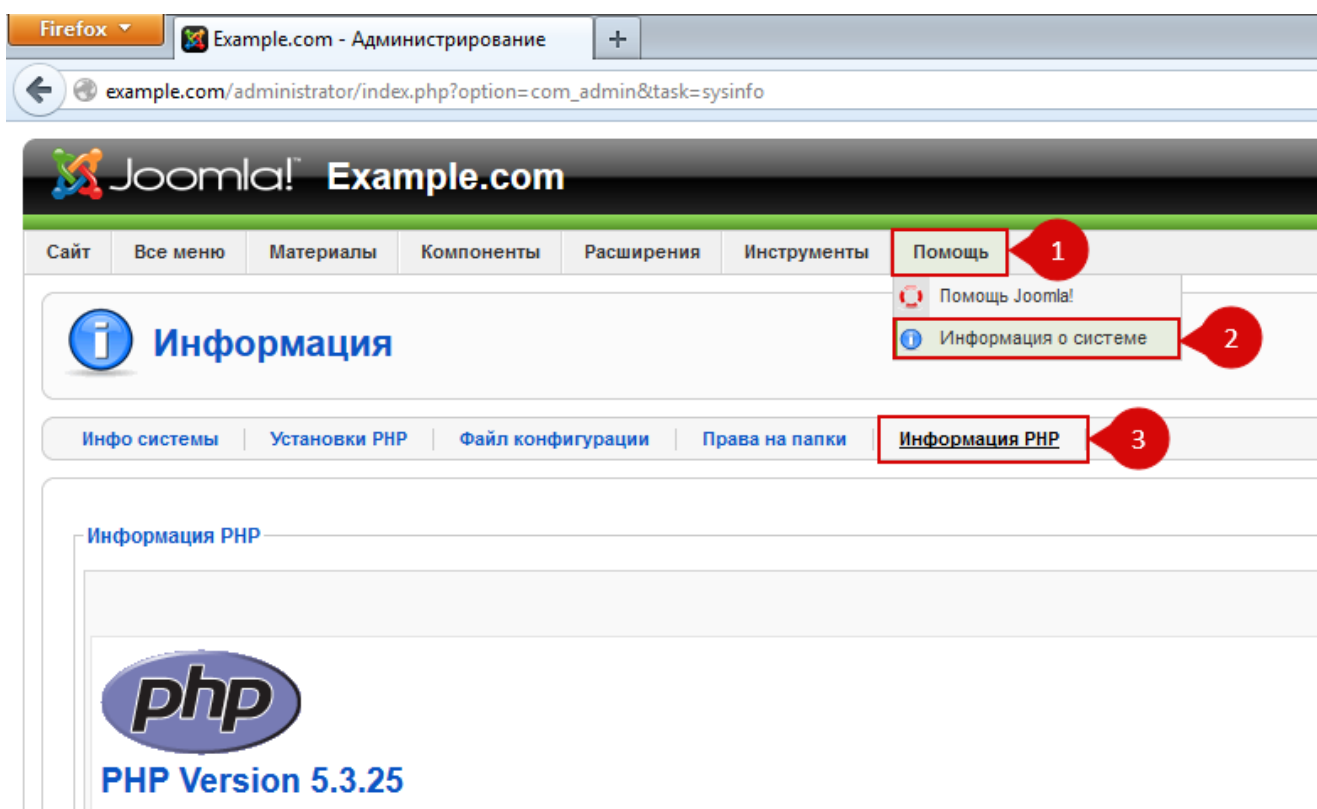 Firefox
Example.com - Администрирование
+
example.com/administrator/index.php?option=com_admin&task=sysinfo
Joomla!™ Example.com
Сайт Все меню Материалы Компоненты Расширения Инструменты Помощь 1
Помощь Joomla!
Информация о системе 2
Информация
Инфо системы Установки PHP Файл конфигурации Права на папки Информация PHP 3
Информация PHP
php
PHP Version 5.3.25